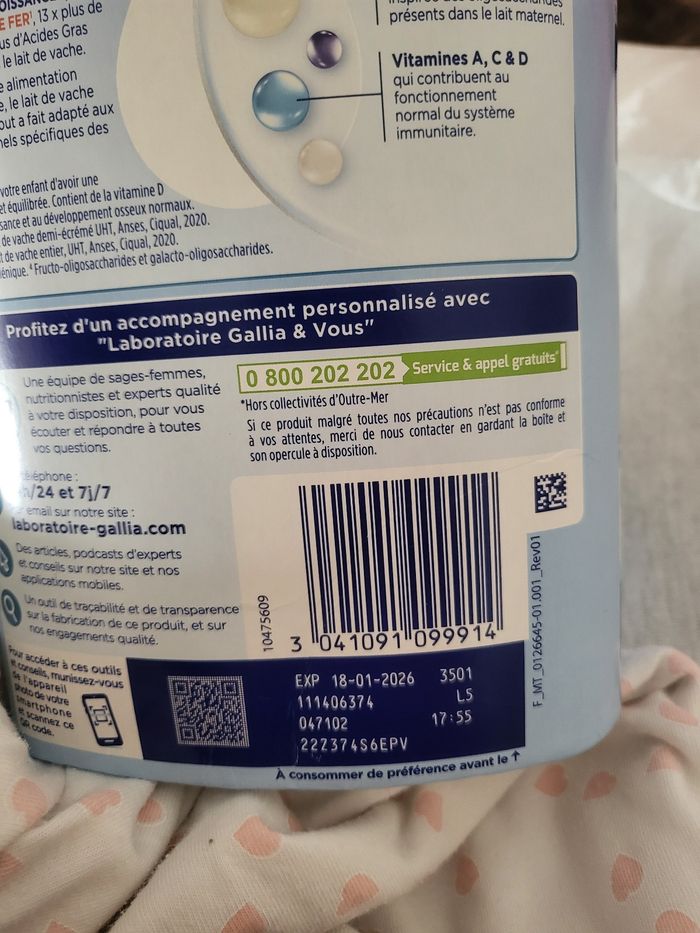 FER¹, 13 x plus de
us d'Acides Gras
le lait de vache.
alimentation
e, le lait de vache
out a fait adapté aux
nels spécifiques des
présents dans le lait maternel.
Vitamines A, C & D
qui contribuent au
fonctionnement
normal du système
immunitaire.
votre enfant d'avoir une
et équilibrée. Contient de la vitamine D
sance et au développement osseux normaux.
de vache demi-écrémé UHT, Anses, Ciqual, 2020.
t de vache entier, UHT, Anses, Ciqual, 2020.
énique. ⁴ Fructo-oligosaccharides et galacto-oligosaccharides.
Profitez d'un accompagnement personnalisé avec
"Laboratoire Gallia & Vous"
Une équipe de sages-femmes,
nutritionnistes et experts qualité
à votre disposition, pour vous
écouter et répondre à toutes
vos questions.
téléphone :
h/24 et 7j/7
email sur notre site :
laboratoire-gallia.com
Des articles, podcasts d'experts
et conseils sur notre site et nos
applications mobiles.
Un outil de traçabilité et de transparence
sur la fabrication de ce produit, et sur
nos engagements qualité.
Pour accéder à ces outils
et conseils, munissez-vous
de l'appareil
photo de votre
smartphone
et scannez ce
QR code.
0 800 202 202 Service & appel gratuits*
*Hors collectivités d'Outre-Mer
Si ce produit malgré toutes nos précautions n'est pas conforme
à vos attentes, merci de nous contacter en gardant la boîte et
son opercule à disposition.
10475609
3 041091 099914
F_MT_0126645-01.001_Rev01
EXP 18-01-2026 3501
111406374 L5
047102 17:55
22Z374S6EPV
À consommer de préférence avant le ↑